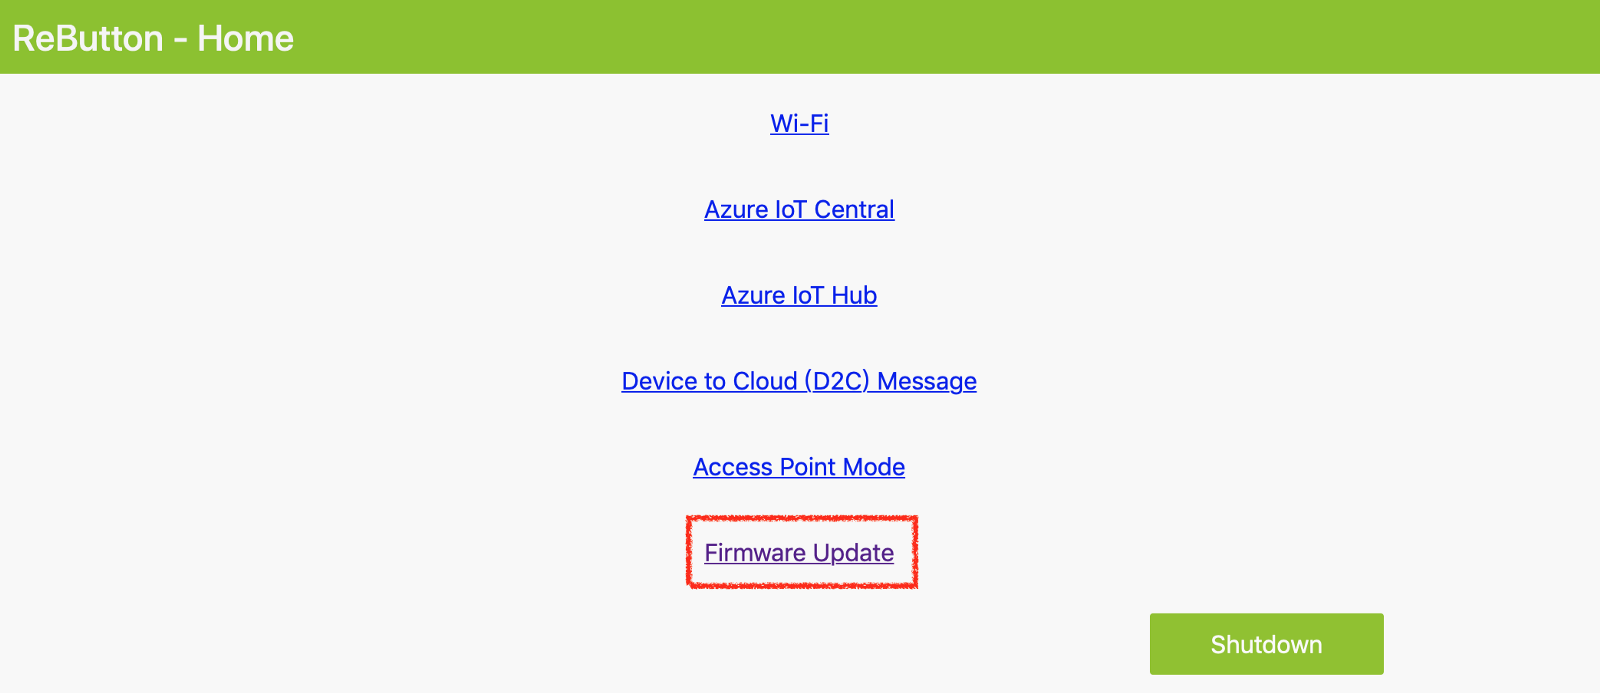 ReButton - Home
Wi-Fi
Azure IoT Central
Azure IoT Hub
Device to Cloud (D2C) Message
Access Point Mode
Firmware Update
Shutdown